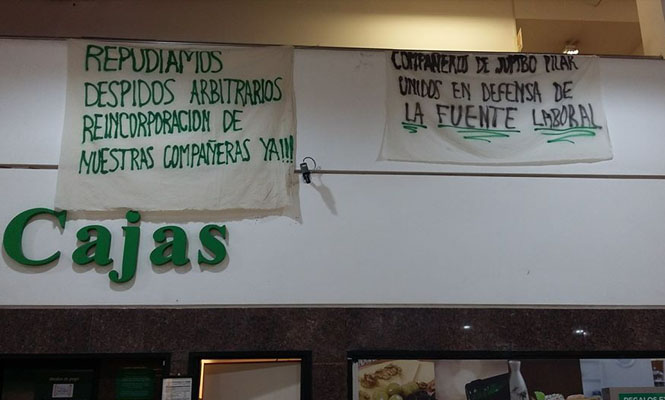 REPUDIAMOS
DESPIDOS ARBITRARIOS
REINCORPORACION DE
NUESTRAS COMPAÑERAS YA!!!
COMPAÑEROS DE JUMBO PILAR
UNIDOS EN DEFENSA DE
LA FUENTE LABORAL
Cajas
REGALOS E